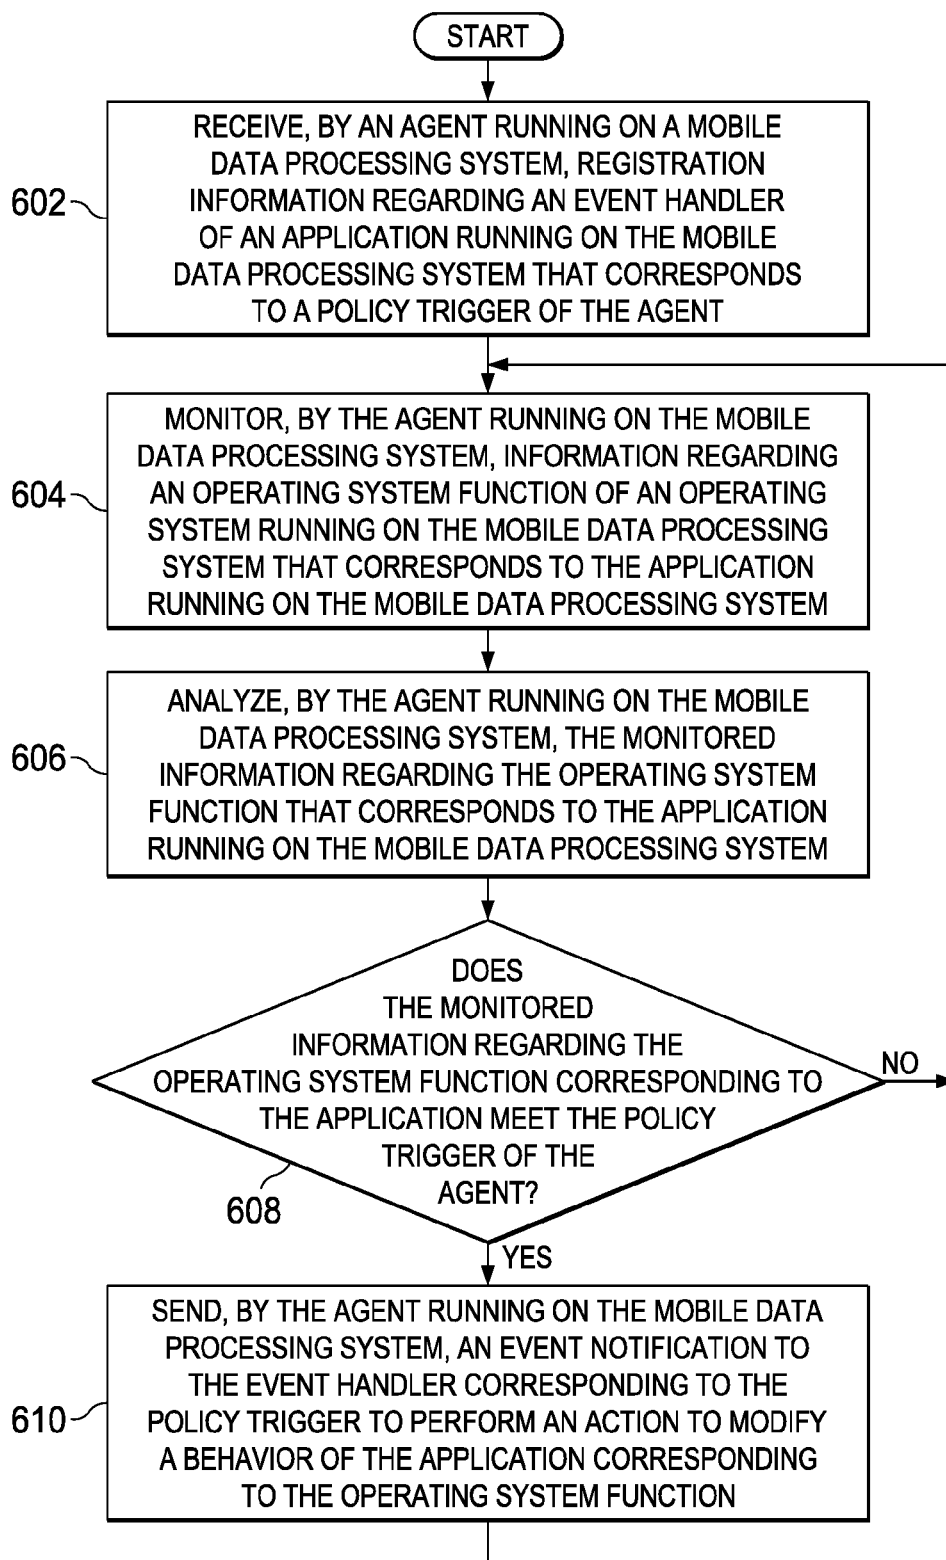 START
RECEIVE, BY AN AGENT RUNNING ON A MOBILE
DATA PROCESSING SYSTEM, REGISTRATION
INFORMATION REGARDING AN EVENT HANDLER
OF AN APPLICATION RUNNING ON THE MOBILE
DATA PROCESSING SYSTEM THAT CORRESPONDS
TO A POLICY TRIGGER OF THE AGENT
602
MONITOR, BY THE AGENT RUNNING ON THE MOBILE
DATA PROCESSING SYSTEM, INFORMATION REGARDING
AN OPERATING SYSTEM FUNCTION OF AN OPERATING
SYSTEM RUNNING ON THE MOBILE DATA PROCESSING
SYSTEM THAT CORRESPONDS TO THE APPLICATION
RUNNING ON THE MOBILE DATA PROCESSING SYSTEM
604
ANALYZE, BY THE AGENT RUNNING ON THE MOBILE
DATA PROCESSING SYSTEM, THE MONITORED
INFORMATION REGARDING THE OPERATING SYSTEM
FUNCTION THAT CORRESPONDS TO THE APPLICATION
RUNNING ON THE MOBILE DATA PROCESSING SYSTEM
606
DOES
THE MONITORED
INFORMATION REGARDING THE
OPERATING SYSTEM FUNCTION CORRESPONDING TO
THE APPLICATION MEET THE POLICY
TRIGGER OF THE
AGENT?
NO
608
YES
SEND, BY THE AGENT RUNNING ON THE MOBILE DATA
PROCESSING SYSTEM, AN EVENT NOTIFICATION TO
THE EVENT HANDLER CORRESPONDING TO THE
POLICY TRIGGER TO PERFORM AN ACTION TO MODIFY
A BEHAVIOR OF THE APPLICATION CORRESPONDING
TO THE OPERATING SYSTEM FUNCTION
610